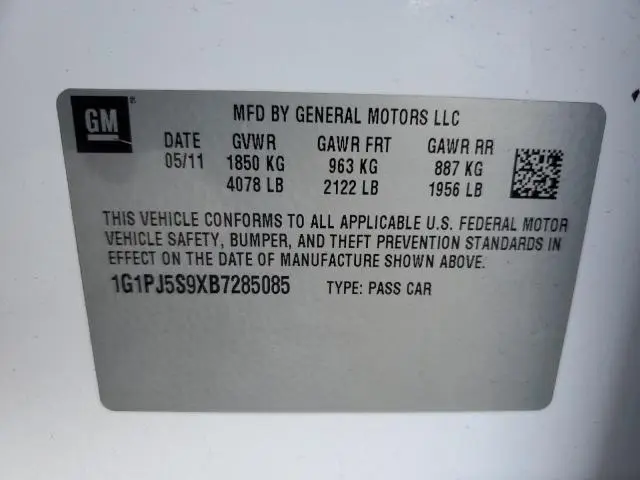 GM
MFD BY GENERAL MOTORS LLC
DATE GVWR GAWR FRT GAWR RR
05/11 1850 KG 963 KG 887 KG
4078 LB 2122 LB 1956 LB
THIS VEHICLE CONFORMS TO ALL APPLICABLE U.S. FEDERAL MOTOR
VEHICLE SAFETY, BUMPER, AND THEFT PREVENTION STANDARDS IN
EFFECT ON THE DATE OF MANUFACTURE SHOWN ABOVE.
1G1PJ5S9XB7285085 TYPE: PASS CAR